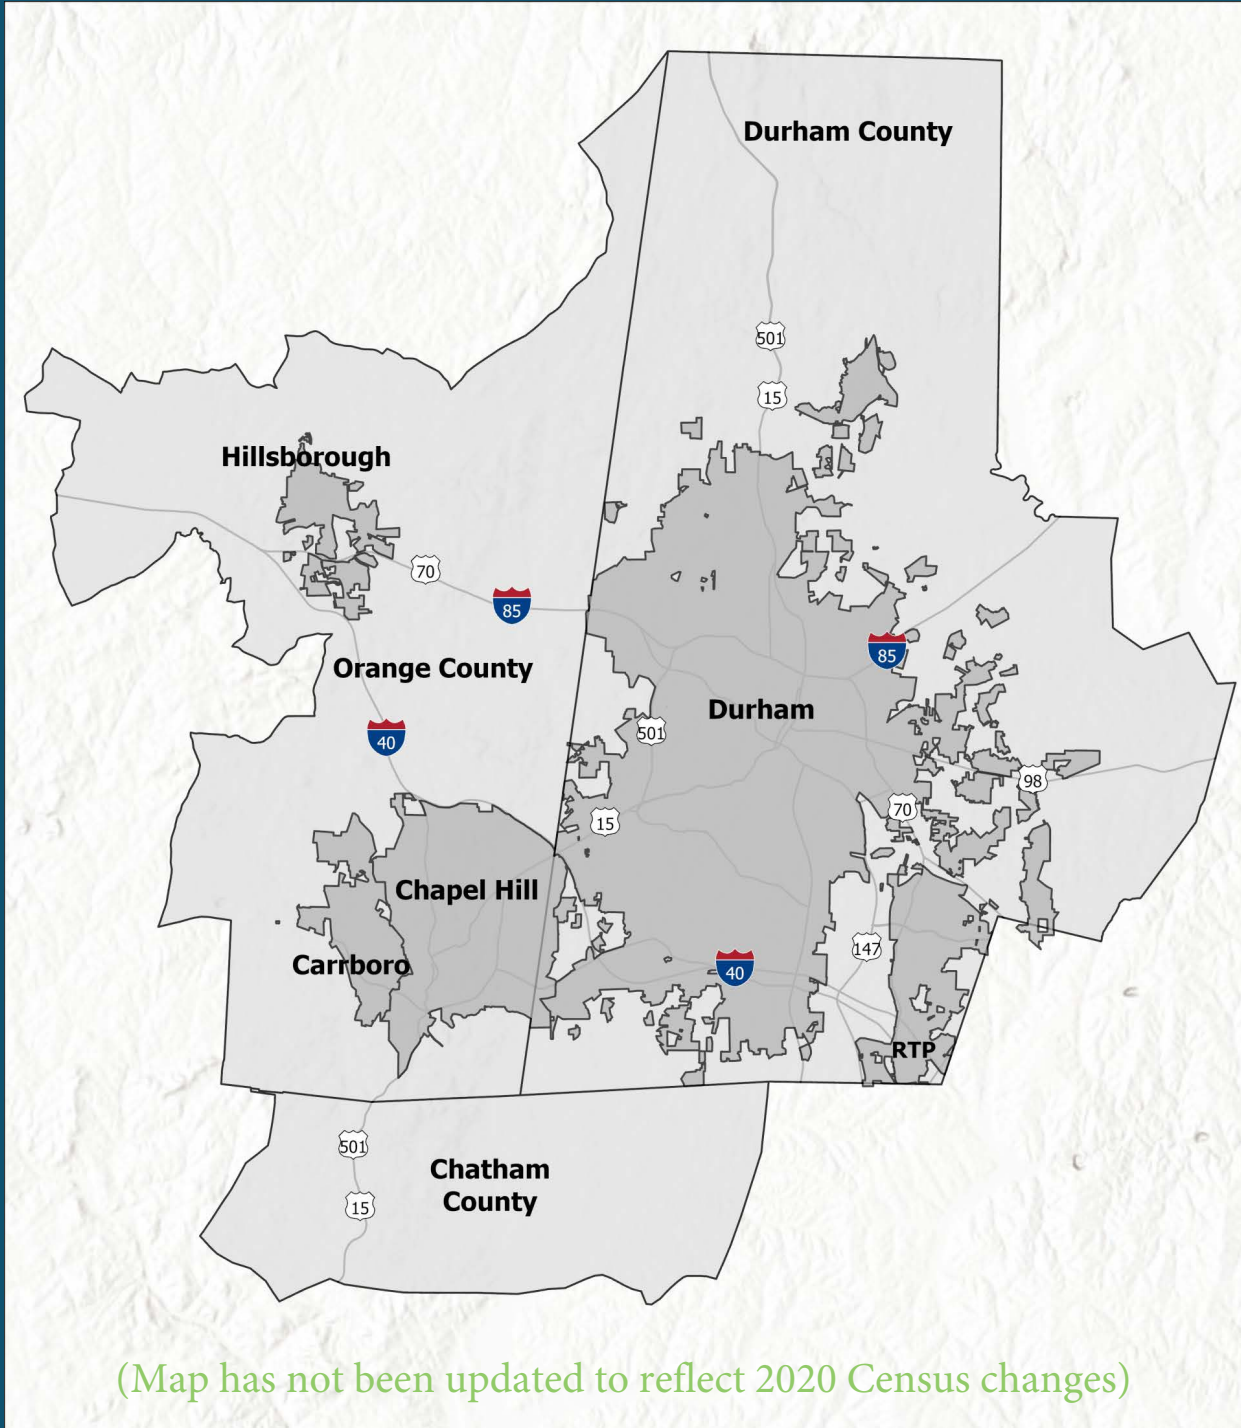 Durham County
501
15
Hillsborough
70
85
85
Orange County
Durham
501
40
98
70
15
Chapel Hill
147
Carrboro
40
RTP
501
Chatham
County
15
(Map has not been updated to reflect 2020 Census changes)